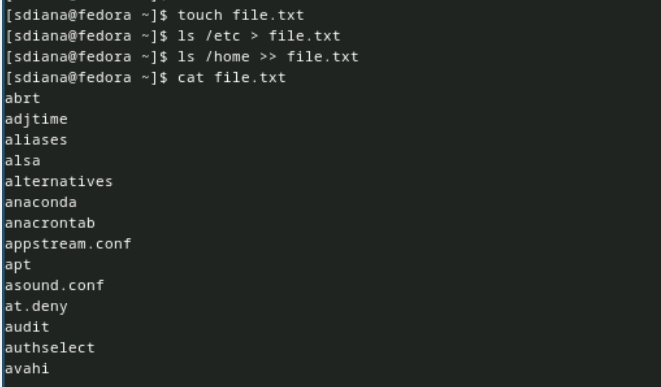 [sdiana@fedora ~]$ touch file.txt
[sdiana@fedora ~]$ ls /etc > file.txt
[sdiana@fedora ~]$ ls /home >> file.txt
[sdiana@fedora ~]$ cat file.txt
abrt
adjtime
aliases
alsa
alternatives
anaconda
anacrontab
appstream.conf
apt
asound.conf
at.deny
audit
authselect
avahi